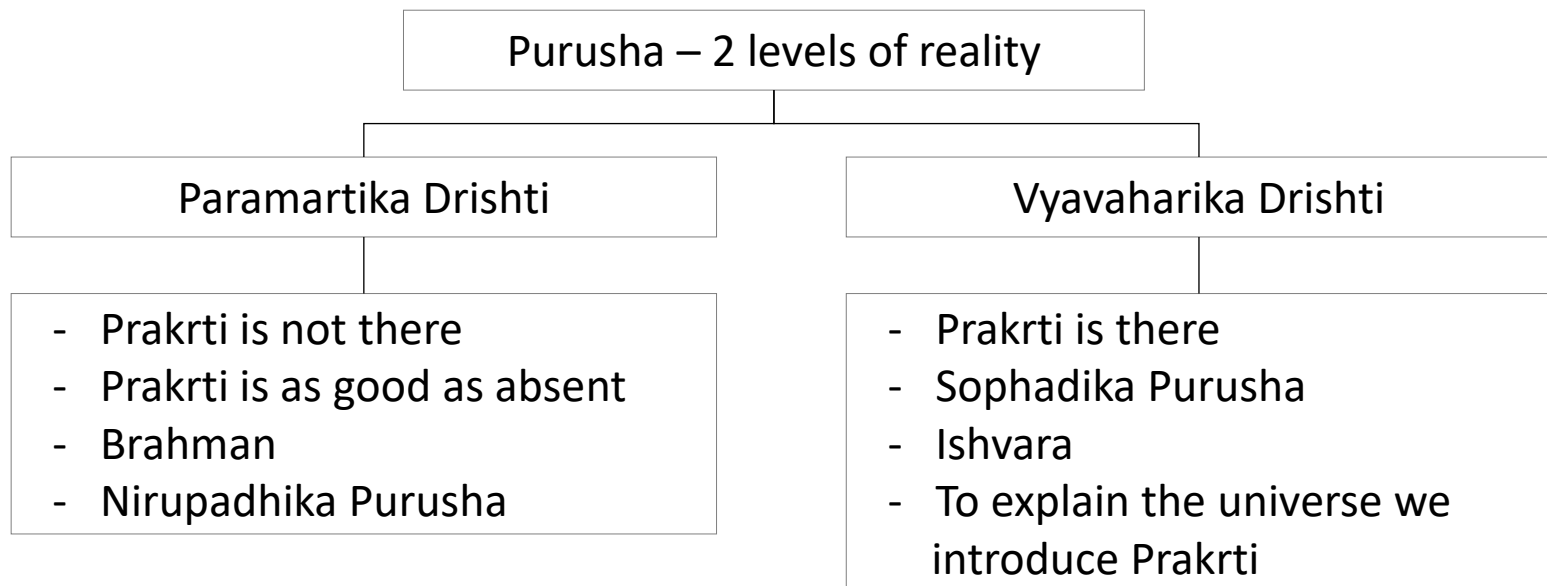 Purusha – 2 levels of reality
Paramartika Drishti
Vyavaharika Drishti
- Prakrti is not there
- Prakrti is as good as absent
- Brahman
- Nirupadhika Purusha
- Prakrti is there
- Sophadika Purusha
- Ishvara
- To explain the universe we
introduce Prakrti